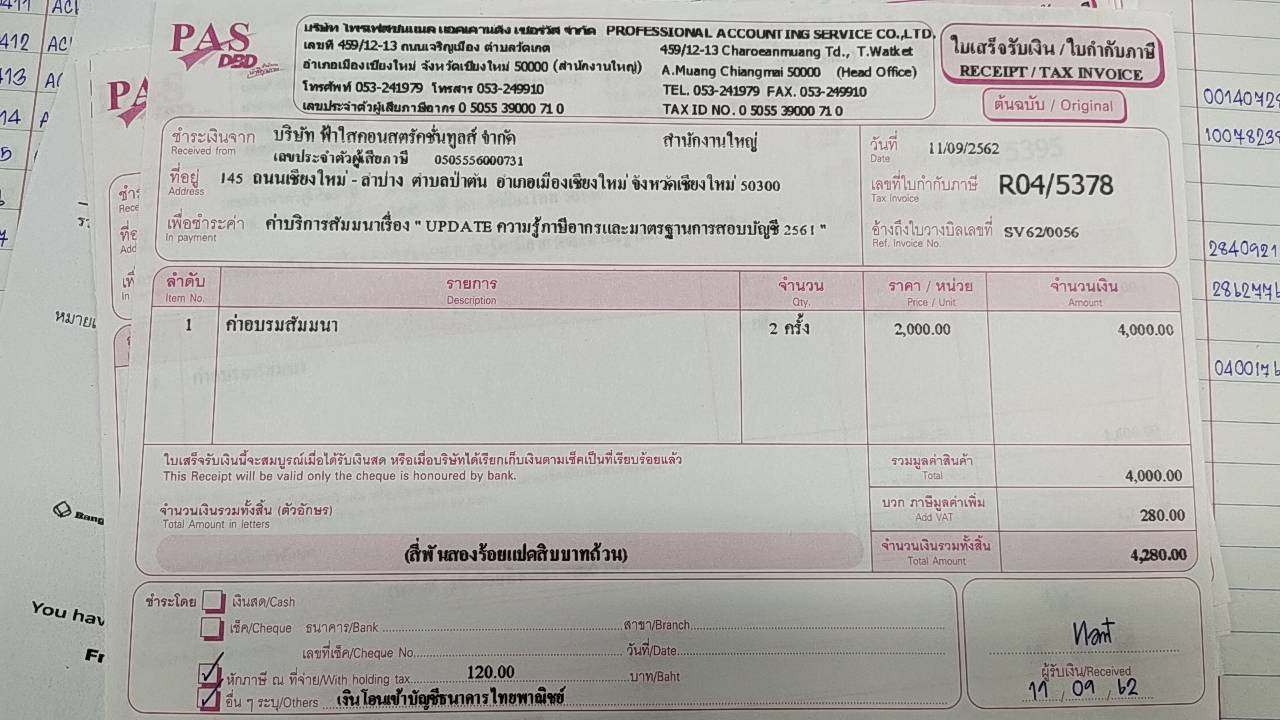 PAS
DBD
บริษัท โพรเฟสชนแนล แอคเคานติ้ง เซอร์วิส จำกัด PROFESSIONAL ACCOUNTING SERVICE CO.,LTD.
เลขที่ 459/12-13 ถนนเจริญเมือง ตำบลวัดเกต 459/12-13 Charoeanmuang Td., T.Watket
อำเภอเมืองเชียงใหม่ จังหวัดเชียงใหม่ 50000 (สำนักงานใหญ่) A.Muang Chiangmai 50000 (Head Office)
โทรศัพท์ 053-241979 โทรสาร 053-249910 TEL. 053-241979 FAX. 053-249910
เลขประจำตัวผู้เสียภาษีอากร 0 5055 39000 71 0 TAX ID NO. 0 5055 39000 71 0
ใบเสร็จรับเงิน / ใบกำกับภาษี
RECEIPT / TAX INVOICE
ต้นฉบับ / Original
ชำระเงินจาก บริษัท ฟ้าใสคอนสตรัคชั่นทูลส์ จำกัด สำนักงานใหญ่
Received from เลขประจำตัวผู้เสียภาษี 0505556000731
ที่อยู่ 145 ถนนเชียงใหม่ - ลำปาง ตำบลป่าตัน อำเภอเมืองเชียงใหม่ จังหวัดเชียงใหม่ 50300
Address
เพื่อชำระค่า ค่าบริการสัมมนาเรื่อง " UPDATE ความรู้ภาษีอากรและมาตรฐานการสอบบัญชี 2561 "
In payment
วันที่ 11/09/2562
Date
เลขที่ใบกำกับภาษี R04/5378
Tax Invoice
อ้างถึงใบวางบิลเลขที่ SV62/0056
Ref. Invoice No.
ลำดับ รายการ จำนวน ราคา / หน่วย จำนวนเงิน
Item No. Description Qty. Price / Unit Amount
1 ค่าอบรมสัมมนา 2 ครั้ง 2,000.00 4,000.00
ใบเสร็จรับเงินนี้จะสมบูรณ์เมื่อได้รับเงินสด หรือเมื่อบริษัทได้เรียกเก็บเงินตามเช็คเป็นที่เรียบร้อยแล้ว
This Receipt will be valid only the cheque is honoured by bank.
รวมมูลค่าสินค้า 4,000.00
Total
จำนวนเงินรวมทั้งสิ้น (ตัวอักษร)
Total Amount in letters
บวก ภาษีมูลค่าเพิ่ม 280.00
Add VAT
(สี่พันสองร้อยแปดสิบบาทถ้วน)
จำนวนเงินรวมทั้งสิ้น 4,280.00
Total Amount
ชำระโดย เงินสด/Cash
เช็ค/Cheque ธนาคาร/Bank สาขา/Branch
เลขที่เช็ค/Cheque No. วันที่/Date
หักภาษี ณ ที่จ่าย/With holding tax 120.00 บาท/Baht
อื่น ๆ ระบุ/Others เงินโอนเข้าบัญชีธนาคารไทยพาณิชย์
ผู้รับเงิน/Received
11 / 09 / 62
412
0014072
1007823
284092
You hav